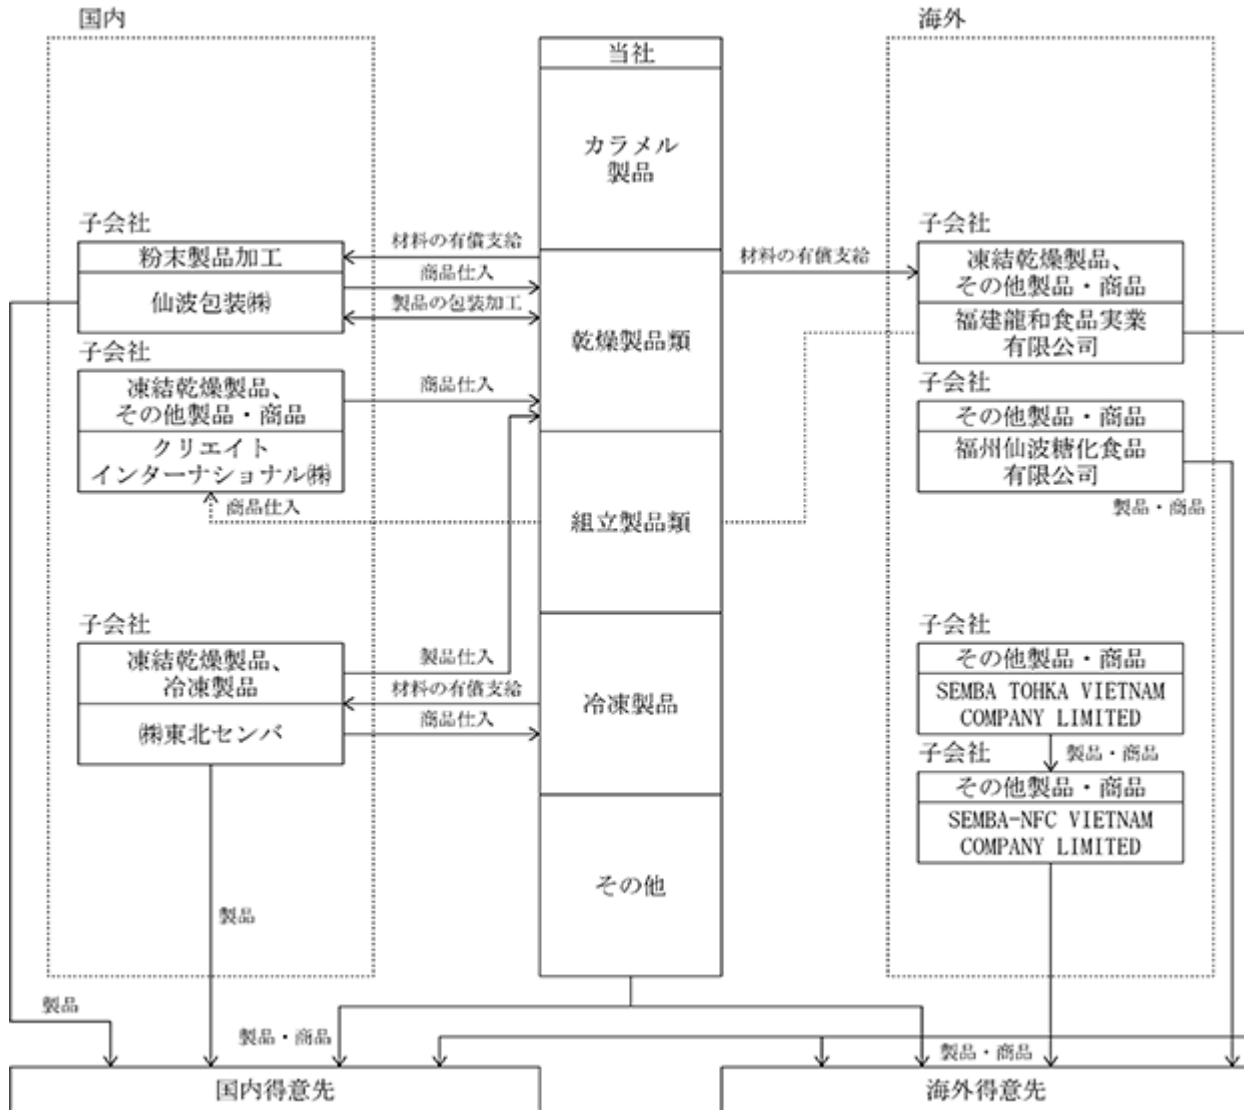 国内
海外
当社
カラメル
製品
乾燥製品類
組立製品類
冷凍製品
その他
子会社
粉末製品加工
仙波包装㈱
材料の有償支給
商品仕入
製品の包装加工
子会社
凍結乾燥製品、
その他製品・商品
クリエイト
インターナショナル㈱
商品仕入
商品仕入
子会社
凍結乾燥製品、
冷凍製品
㈱東北センバ
製品仕入
材料の有償支給
商品仕入
製品
製品
製品・商品
材料の有償支給
子会社
凍結乾燥製品、
その他製品・商品
福建龍和食品実業
有限公司
子会社
その他製品・商品
福州仙波糖化食品
有限公司
製品・商品
子会社
その他製品・商品
SEMBA TOHKA VIETNAM
COMPANY LIMITED
製品・商品
子会社
その他製品・商品
SEMBA-NFC VIETNAM
COMPANY LIMITED
製品・商品
国内得意先
海外得意先